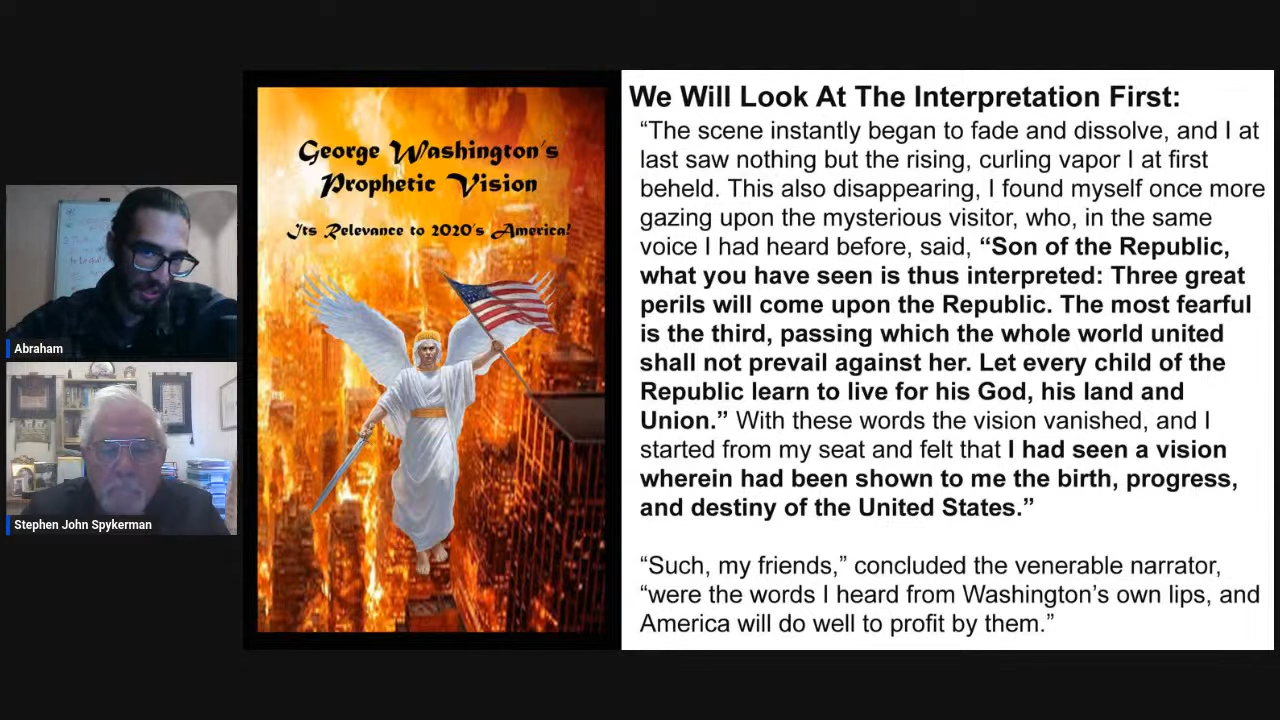 George Washington's
Prophetic Vision
Its Relevance to 2020's America!
We Will Look At The Interpretation First:
“The scene instantly began to fade and dissolve, and I at
last saw nothing but the rising, curling vapor I at first
beheld. This also disappearing, I found myself once more
gazing upon the mysterious visitor, who, in the same
voice I had heard before, said, “Son of the Republic,
what you have seen is thus interpreted: Three great
perils will come upon the Republic. The most fearful
is the third, passing which the whole world united
shall not prevail against her. Let every child of the
Republic learn to live for his God, his land and
Union.” With these words the vision vanished, and I
started from my seat and felt that I had seen a vision
wherein had been shown to me the birth, progress,
and destiny of the United States.”
“Such, my friends,” concluded the venerable narrator,
“were the words I heard from Washington’s own lips, and
America will do well to profit by them.”
Abraham
Stephen John Spykerman